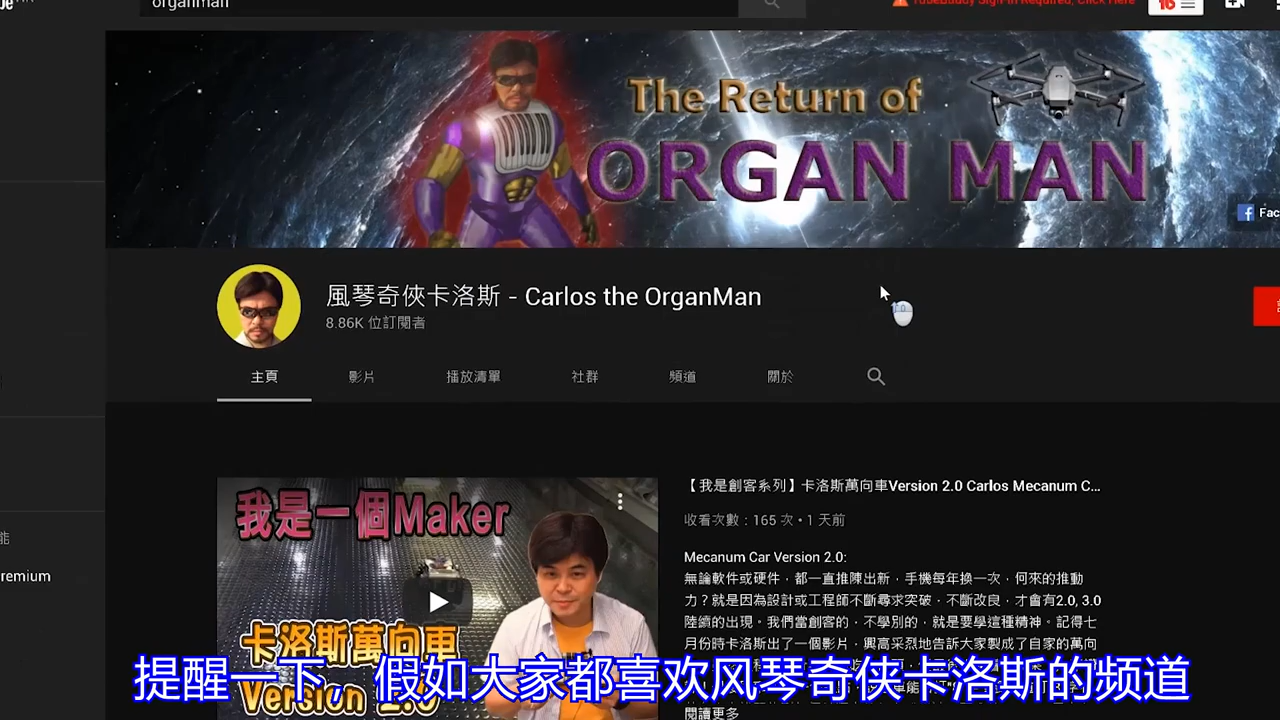 organman
TubeBuddy Sign-in Required, Click Here
16
The Return of
ORGAN MAN
風琴奇俠卡洛斯 - Carlos the OrganMan
8.86K 位訂閱者
主頁
影片
播放清單
社群
頻道
關於
能
remium
我是一個Maker
卡洛斯萬向車
Version 2.0
【我是創客系列】卡洛斯萬向車Version 2.0 Carlos Mecanum C...
收看次數：165 次 • 1 天前
Mecanum Car Version 2.0:
無論軟件或硬件，都一直推陳出新，手機每年換一次，何來的推動
力？就是因為設計或工程師不斷尋求突破，不斷改良，才會有2.0, 3.0
陸續的出現。我們當創客的，不學別的，就是要學這種精神。記得七
月份時卡洛斯出了一個影片，興高采烈地告訴大家製成了自家的萬向
閱讀更多
提醒一下，假如大家都喜欢风琴奇侠卡洛斯的频道